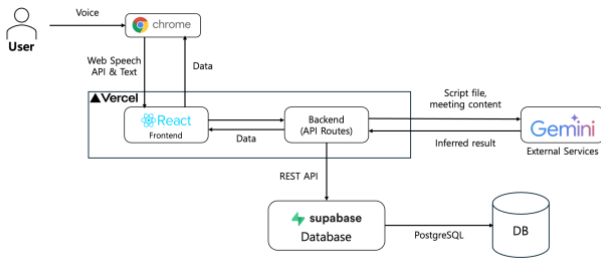 Voice
chrome
User
Web Speech
API & Text
Data
Vercel
React
Frontend
Data
Backend
(API Routes)
Script file,
meeting content
Inferred result
Gemini
External Services
REST API
supabase
Database
PostgreSQL
DB